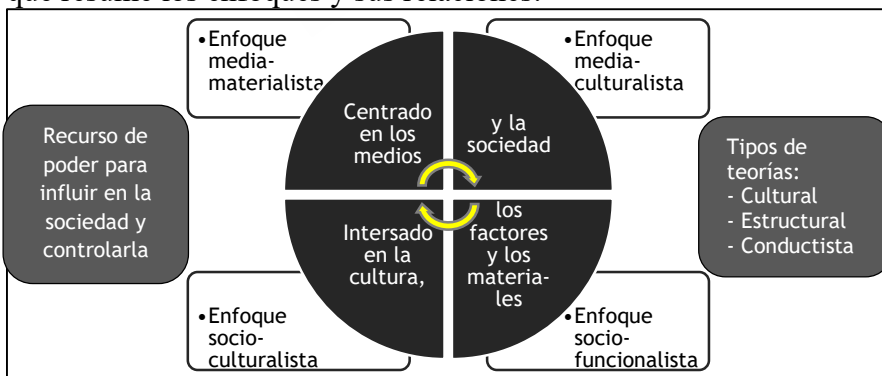 que resume los enfoques y sus relaciones:
•Enfoque
media-
materialista
•Enfoque
media-
culturalista
Recurso de
poder para
influir en la
sociedad y
controlarla
Centrado
en los
medios
y la
sociedad
Intersado
en la
cultura,
los
factores
y los
materia-
les
Tipos de
teorías:
- Cultural
- Estructural
- Conductista
•Enfoque
socio-
culturalista
•Enfoque
socio-
funcionalista